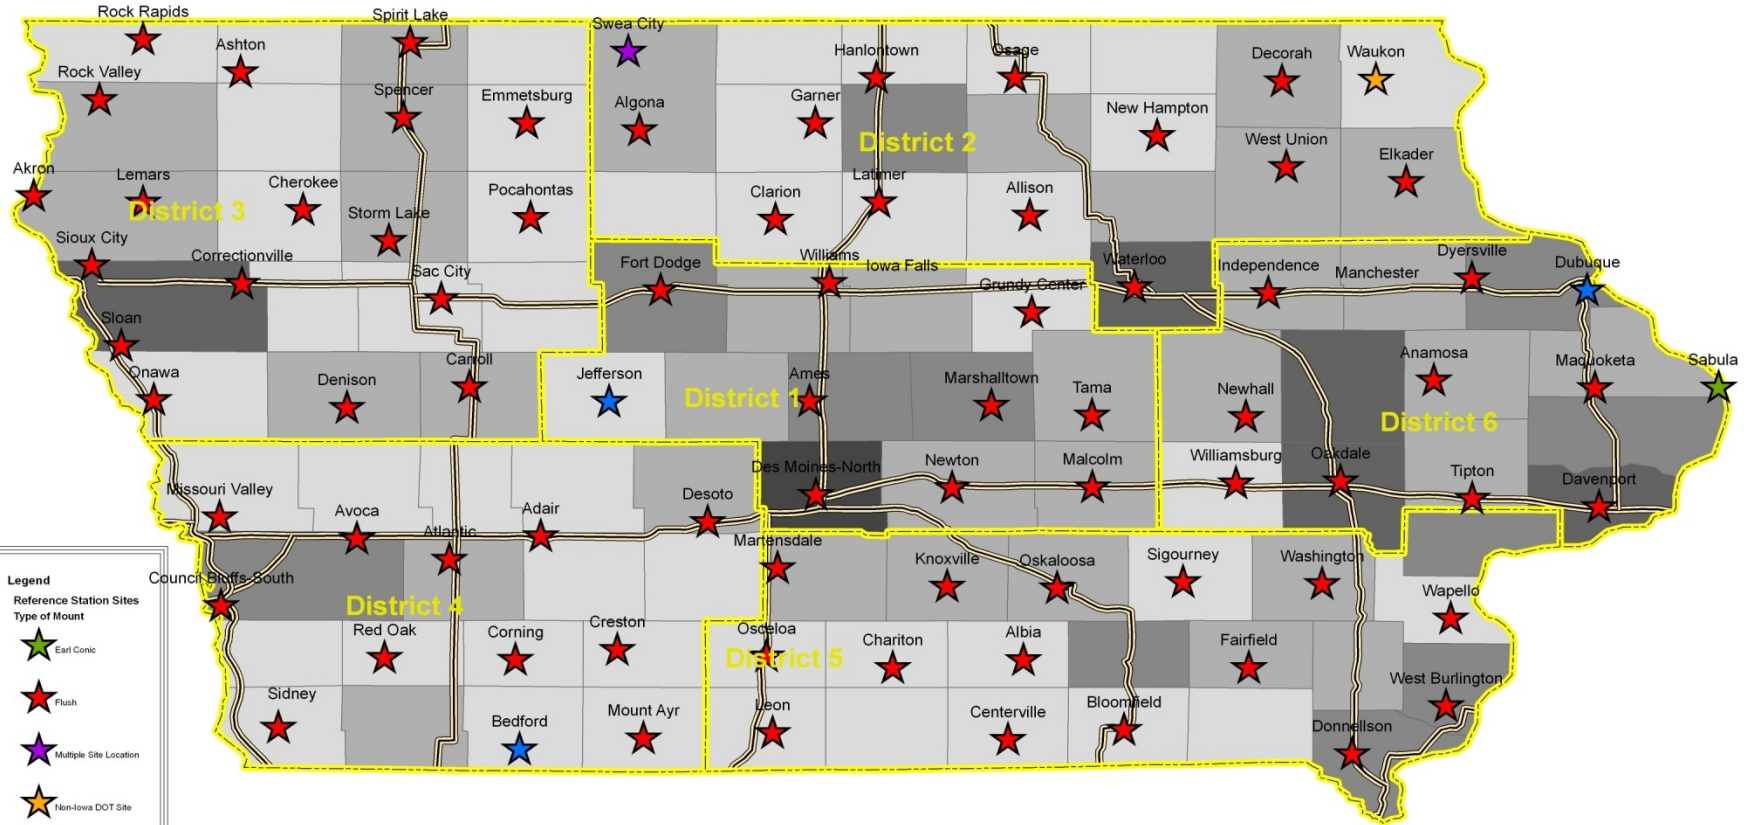 Rock Rapids
Spirit Lake
Swea City
Ashton
Hanlontown
Osage
Decorah
Waukon
Rock Valley
Spencer
Emmetsburg
Algona
Garner
New Hampton
District 2
West Union
Elkader
Akron
Lemars
Cherokee
Pocahontas
Clarion
Latimer
Allison
District 3
Storm Lake
Sioux City
Correctionville
Sac City
Fort Dodge
Williams
Iowa Falls
Waterloo
Independence
Manchester
Dyersville
Dubuque
Grundy Center
Sloan
Onawa
Denison
Carroll
Jefferson
District 1
Ames
Marshalltown
Tama
Newhall
Anamosa
Maquoketa
Sabula
District 6
Des Moines-North
Newton
Malcolm
Williamsburg
Oakdale
Tipton
Davenport
Missouri Valley
Avoca
Atlantic
Adair
Desoto
Martensdale
Knoxville
Oskaloosa
Sigourney
Washington
Council Bluffs-South
District 4
Wapello
Red Oak
Corning
Creston
Osceloa
District 5
Chariton
Albia
Fairfield
West Burlington
Sidney
Bedford
Mount Ayr
Leon
Centerville
Bloomfield
Donnellson
Legend
Reference Station Sites
Type of Mount
Earl Conic
Flush
Multiple Site Location
Non-Iowa DOT Site